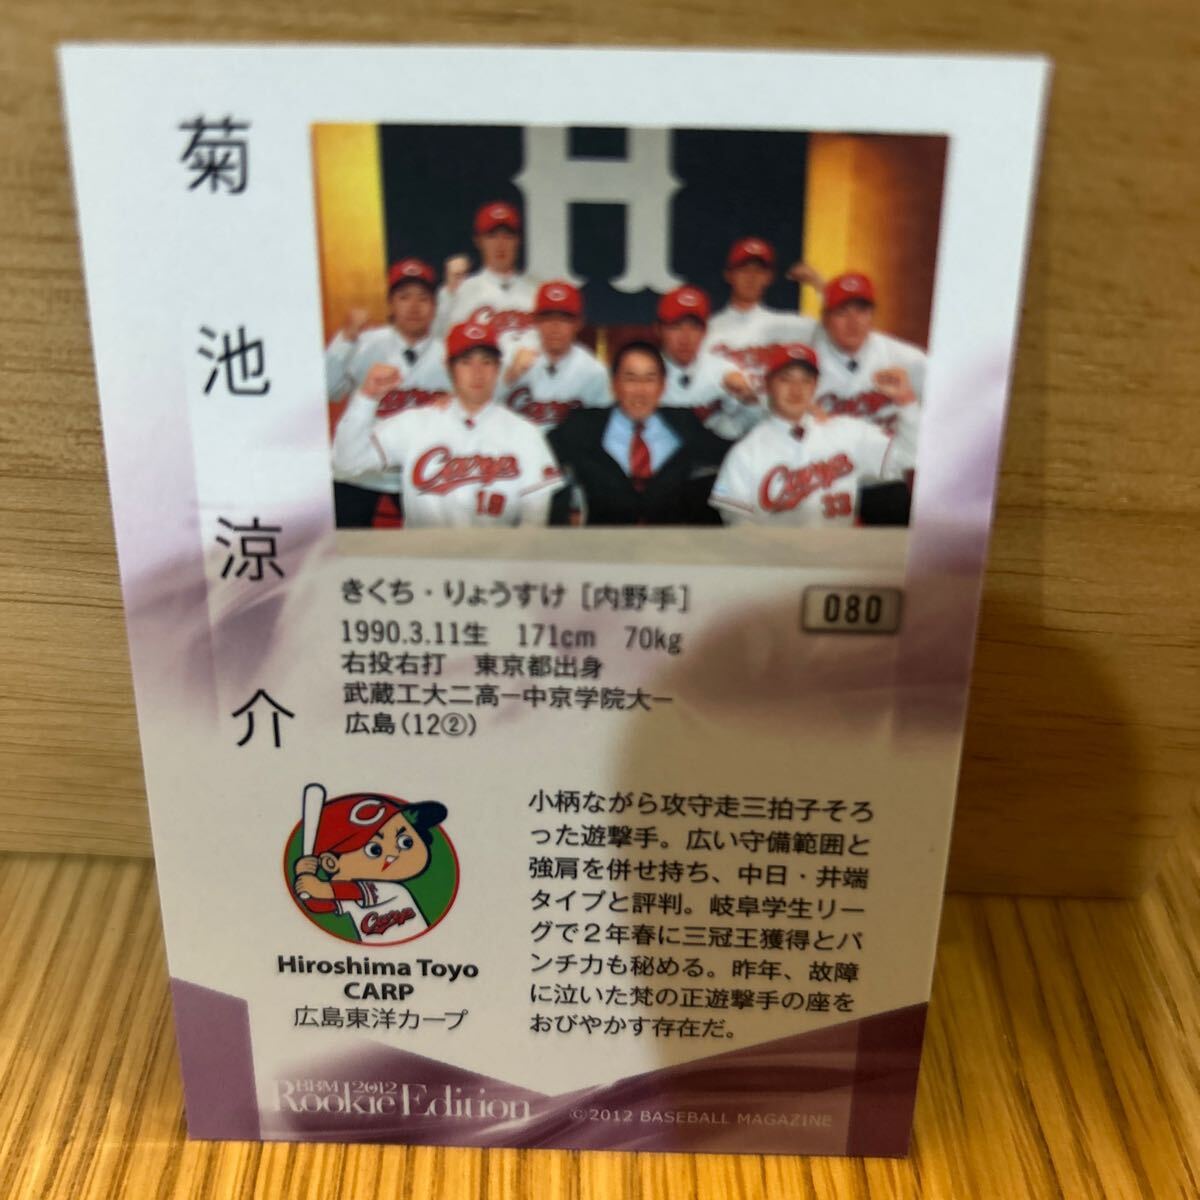 菊池涼介
H
Carp
Carp
Carp
18
Carp
33
きくち・りょうすけ [内野手]
080
1990.3.11生 171cm 70kg
右投右打 東京都出身
武蔵工大二高ー中京学院大ー
広島(12②)
小柄ながら攻守走三拍子そろ
った遊撃手。広い守備範囲と
強肩を併せ持ち、中日・井端
タイプと評判。岐阜学生リー
グで2年春に三冠王獲得とパ
ンチ力も秘める。昨年、故障
に泣いた梵の正遊撃手の座を
おびやかす存在だ。
C
Carp
Hiroshima Toyo
CARP
広島東洋カープ
BBM 2012
Rookie Edition
©2012 BASEBALL MAGAZINE